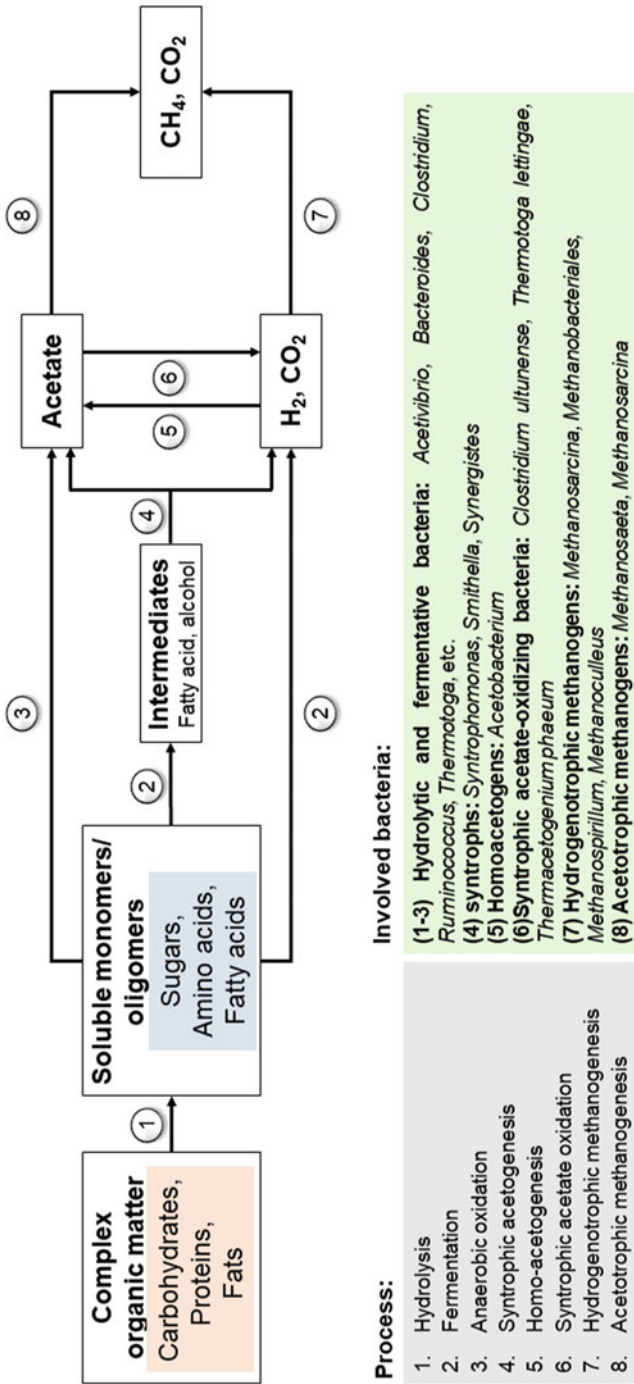 Complex
organic matter
Carbohydrates,
Proteins,
Fats
1
Soluble monomers/
oligomers
Sugars,
Amino acids,
Fatty acids
3
2
2
Intermediates
Fatty acid, alcohol
4
Acetate
5
6
H2, CO2
8
7
CH4, CO2
Process:
1. Hydrolysis
2. Fermentation
3. Anaerobic oxidation
4. Syntrophic acetogenesis
5. Homo-acetogenesis
6. Syntrophic acetate oxidation
7. Hydrogenotrophic methanogenesis
8. Acetotrophic methanogenesis
Involved bacteria:
(1-3) Hydrolytic and fermentative bacteria: Acetivibrio, Bacteroides, Clostridium,
Ruminococcus, Thermotoga, etc.
(4) syntrophs: Syntrophomonas, Smithella, Synergistes
(5) Homoacetogens: Acetobacterium
(6)Syntrophic acetate-oxidizing bacteria: Clostridium ultunense, Thermotoga lettingae,
Thermacetogenium phaeum
(7) Hydrogenotrophic methanogens: Methanosarcina, Methanobacteriales,
Methanospirillum, Methanoculleus
(8) Acetotrophic methanogens: Methanosaeta, Methanosarcina